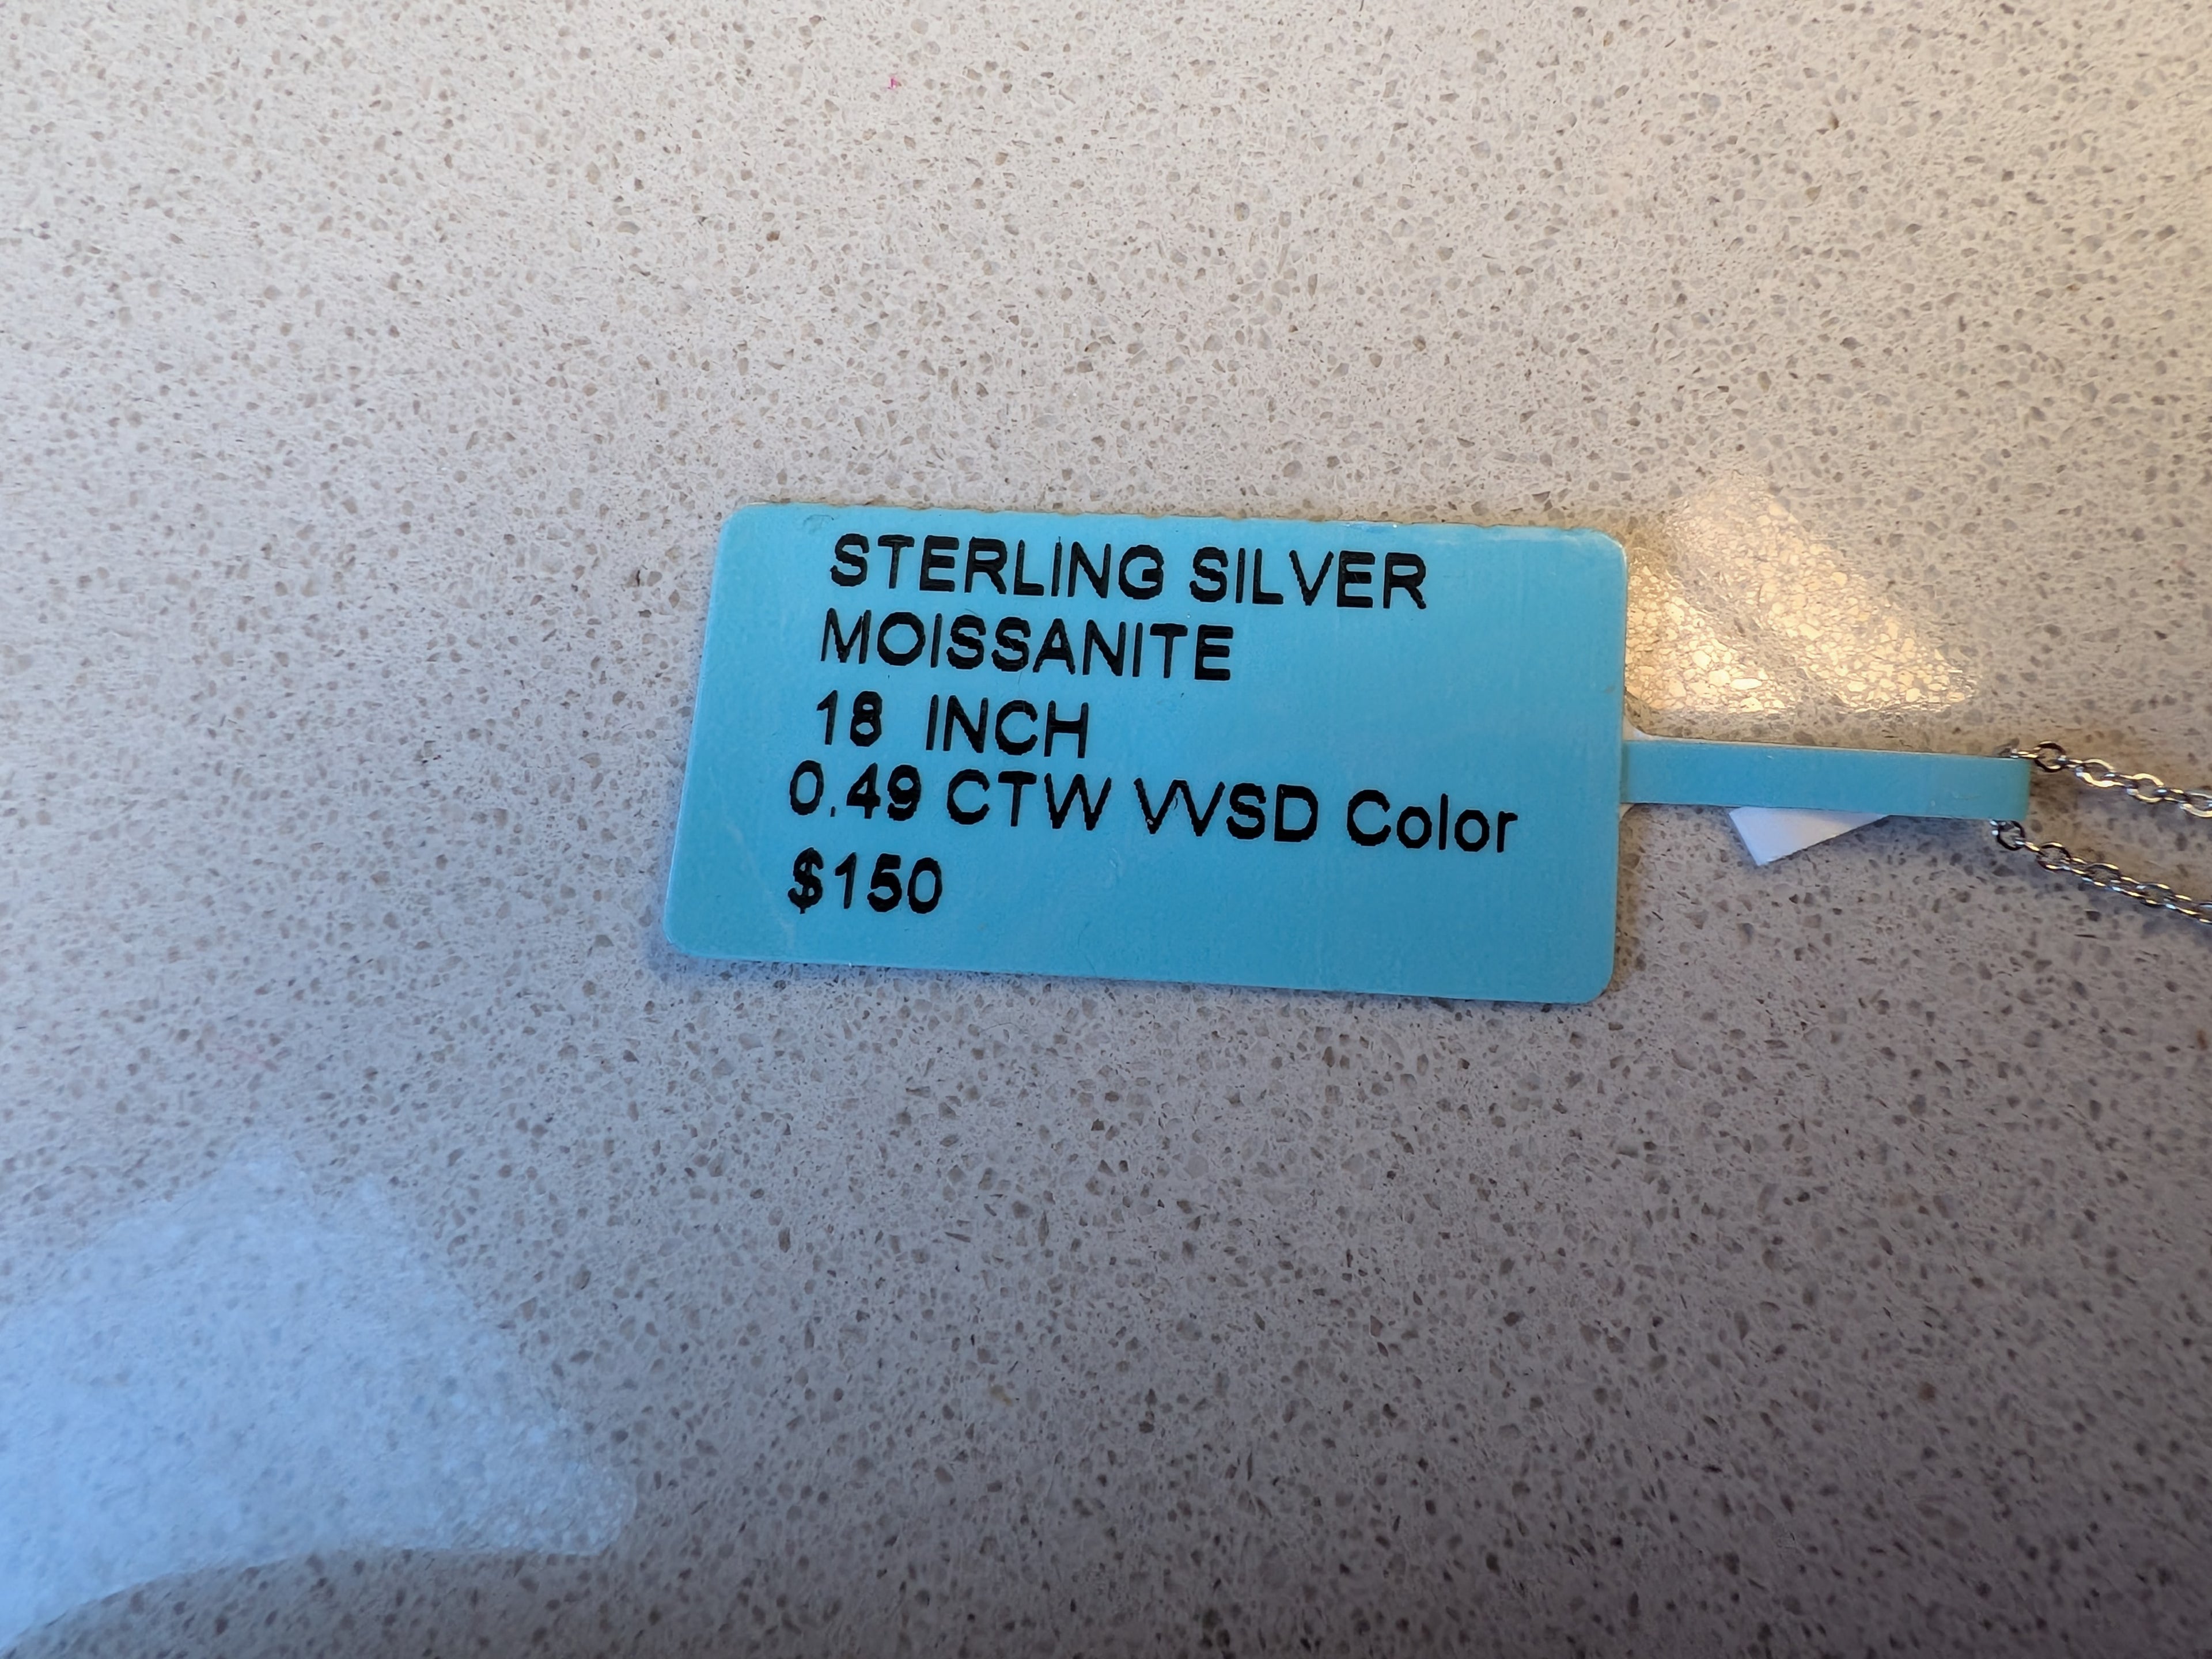 STERLING SILVER
MOISSANITE
18 INCH
0.49 CTW VVSD Color
$150